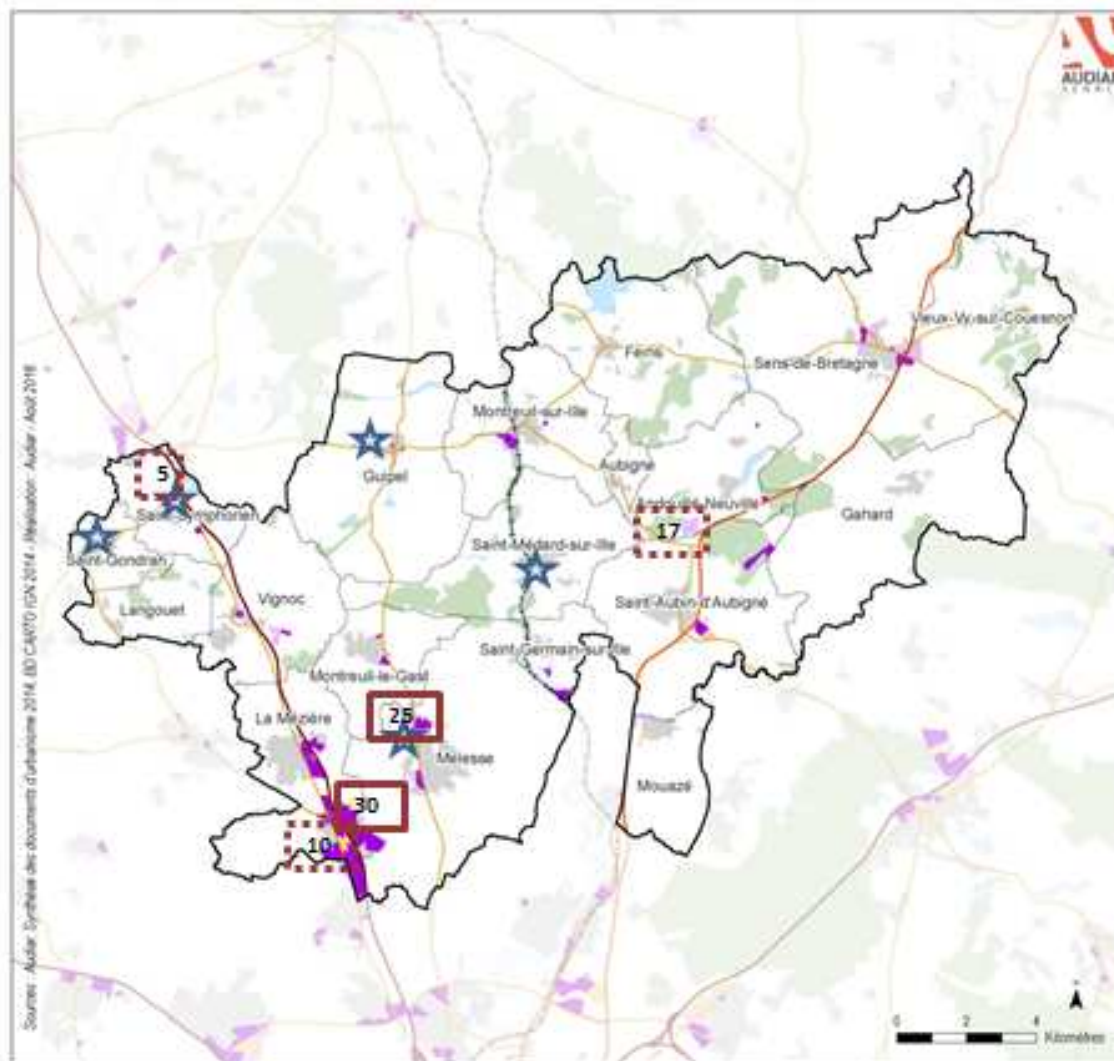 AUDIAR
RENNES
Vieux-Vy-sur-Couesnon
Sens-de-Bretagne
Feins
Montreuil-sur-Ille
Guipel
Aubigné
Andouillé-Neuville
Gahard
5
Saint-Symphorien
17
Saint-Gondran
Saint-Médard-sur-Ille
Langouet
Vignoc
Saint-Aubin-d'Aubigné
Saint-Germain-sur-Ille
Montreuil-le-Gast
25
La Mézière
Melesse
Mouazé
30
10
0 2 4
Kilomètres
Sources : Audiar, Synthèse des documents d'urbanisme 2014, BD CARTO IGN 2014 - Réalisation: Audiar - Août 2016